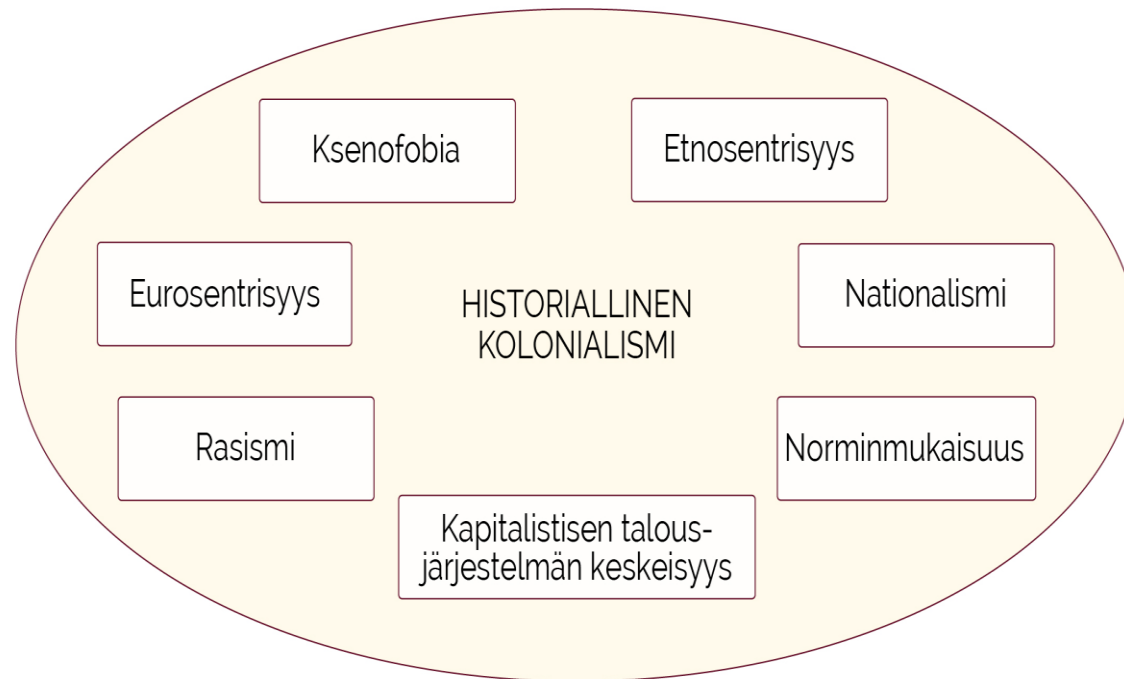 Ksenofobia
Etnosentrisyys
Eurosentrisyys
HISTORIALLINEN
KOLONIALISMI
Nationalismi
Rasismi
Norminmukaisuus
Kapitalistisen talous-
järjestelmän keskeisyys